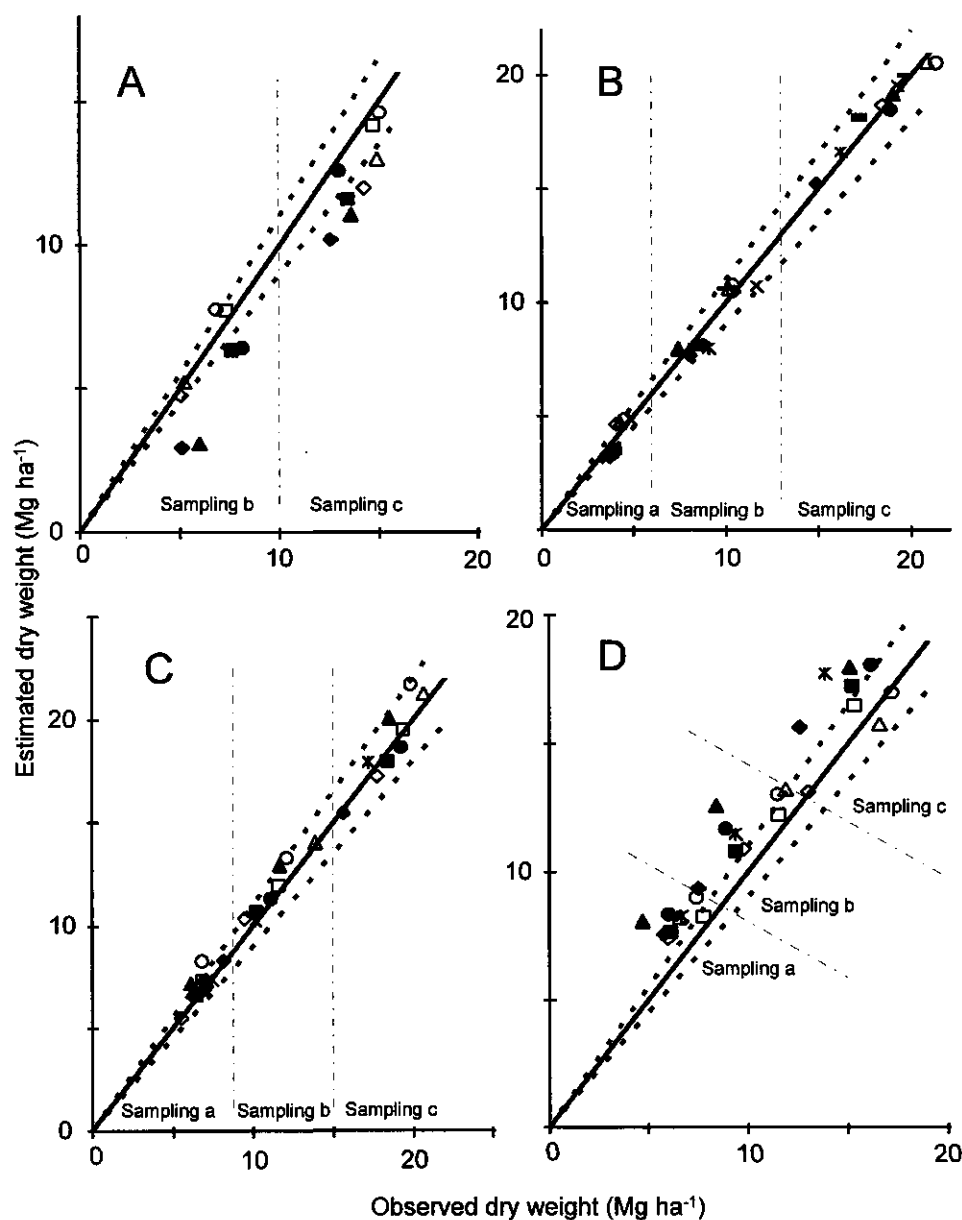 A
B
10
20
10
0
Sampling b
Sampling c
Sampling a
Sampling b
Sampling c
0
10
20
0
10
20
Estimated dry weight (Mg ha⁻¹)
C
D
20
10
0
20
10
0
Sampling a
Sampling b
Sampling c
Sampling c
Sampling b
Sampling a
0
10
20
0
10
20
Observed dry weight (Mg ha⁻¹)